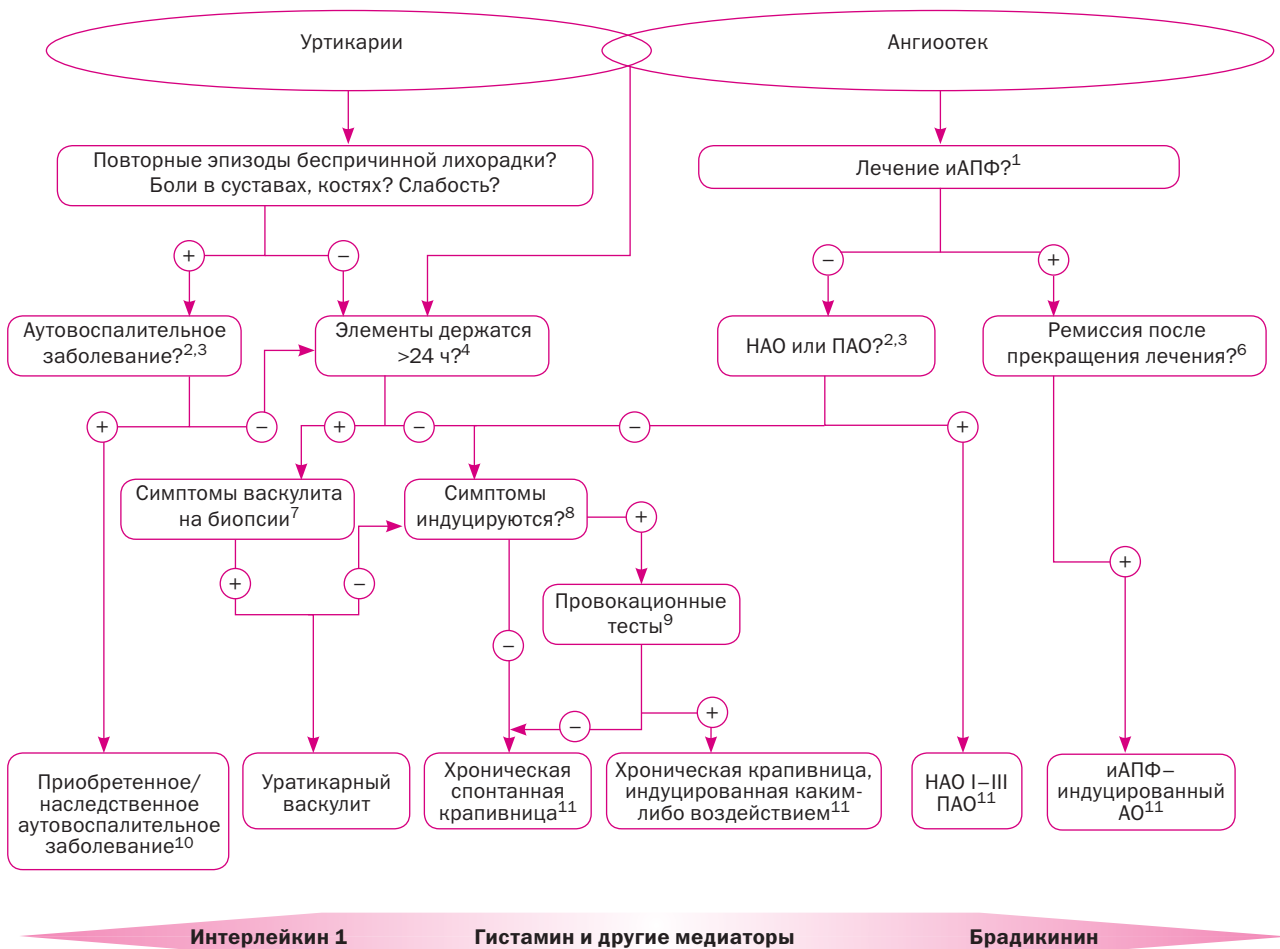 Уртикарии
Ангиоотек
Повторные эпизоды беспричинной лихорадки?
Боли в суставах, костях? Слабость?
Лечение иАПФ?1
+
−
−
+
Аутовоспалительное
заболевание?2,3
Элементы держатся
>24 ч?4
НАО или ПАО?2,3
Ремиссия после
прекращения лечения?6
+
−
+
−
−
+
Симптомы васкулита
на биопсии7
Симптомы
индуцируются?8
+
+
−
+
Провокационные
тесты9
−
−
+
Приобретенное/
наследственное
аутовоспалительное
заболевание10
Уратикарный
васкулит
Хроническая
спонтанная
крапивница11
Хроническая крапивница,
индуцированная каким-
либо воздействием11
НАО I–III
ПАО11
иАПФ–
индуцированный
АО11
Интерлейкин 1
Гистамин и другие медиаторы
Брадикинин